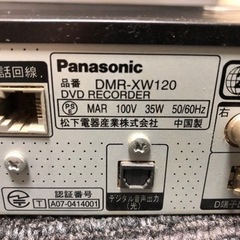 Panasonic
電話回線
品番 DMR-XW120
DVD RECORDER
PS E MAR 100V 35W 50/60Hz
松下電器産業株式会社 中国製
右
認証番号
T A07-0414001
デジタル音声出力
(光)
D端子